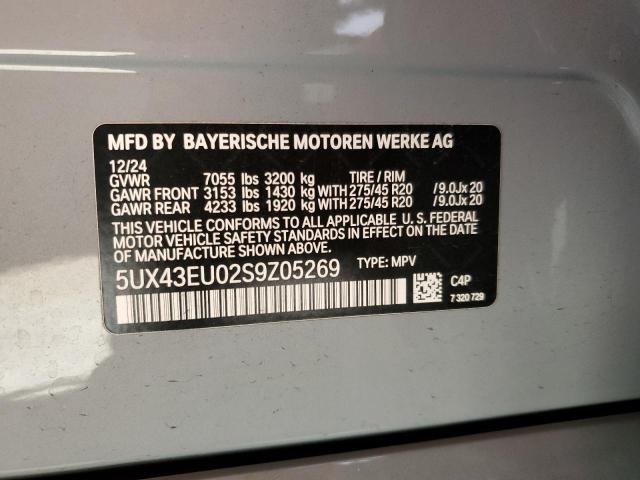 MFD BY BAYERISCHE MOTOREN WERKE AG
12/24
GVWR 7055 lbs 3200 kg TIRE / RIM
GAWR FRONT 3153 lbs 1430 kg WITH 275/45 R20 / 9.0Jx 20
GAWR REAR 4233 lbs 1920 kg WITH 275/45 R20 / 9.0Jx 20
THIS VEHICLE CONFORMS TO ALL APPLICABLE U. S. FEDERAL
MOTOR VEHICLE SAFETY STANDARDS IN EFFECT ON THE DATE
OF MANUFACTURE SHOWN ABOVE.
5UX43EU02S9Z05269 TYPE: MPV
C4P
7 320 729